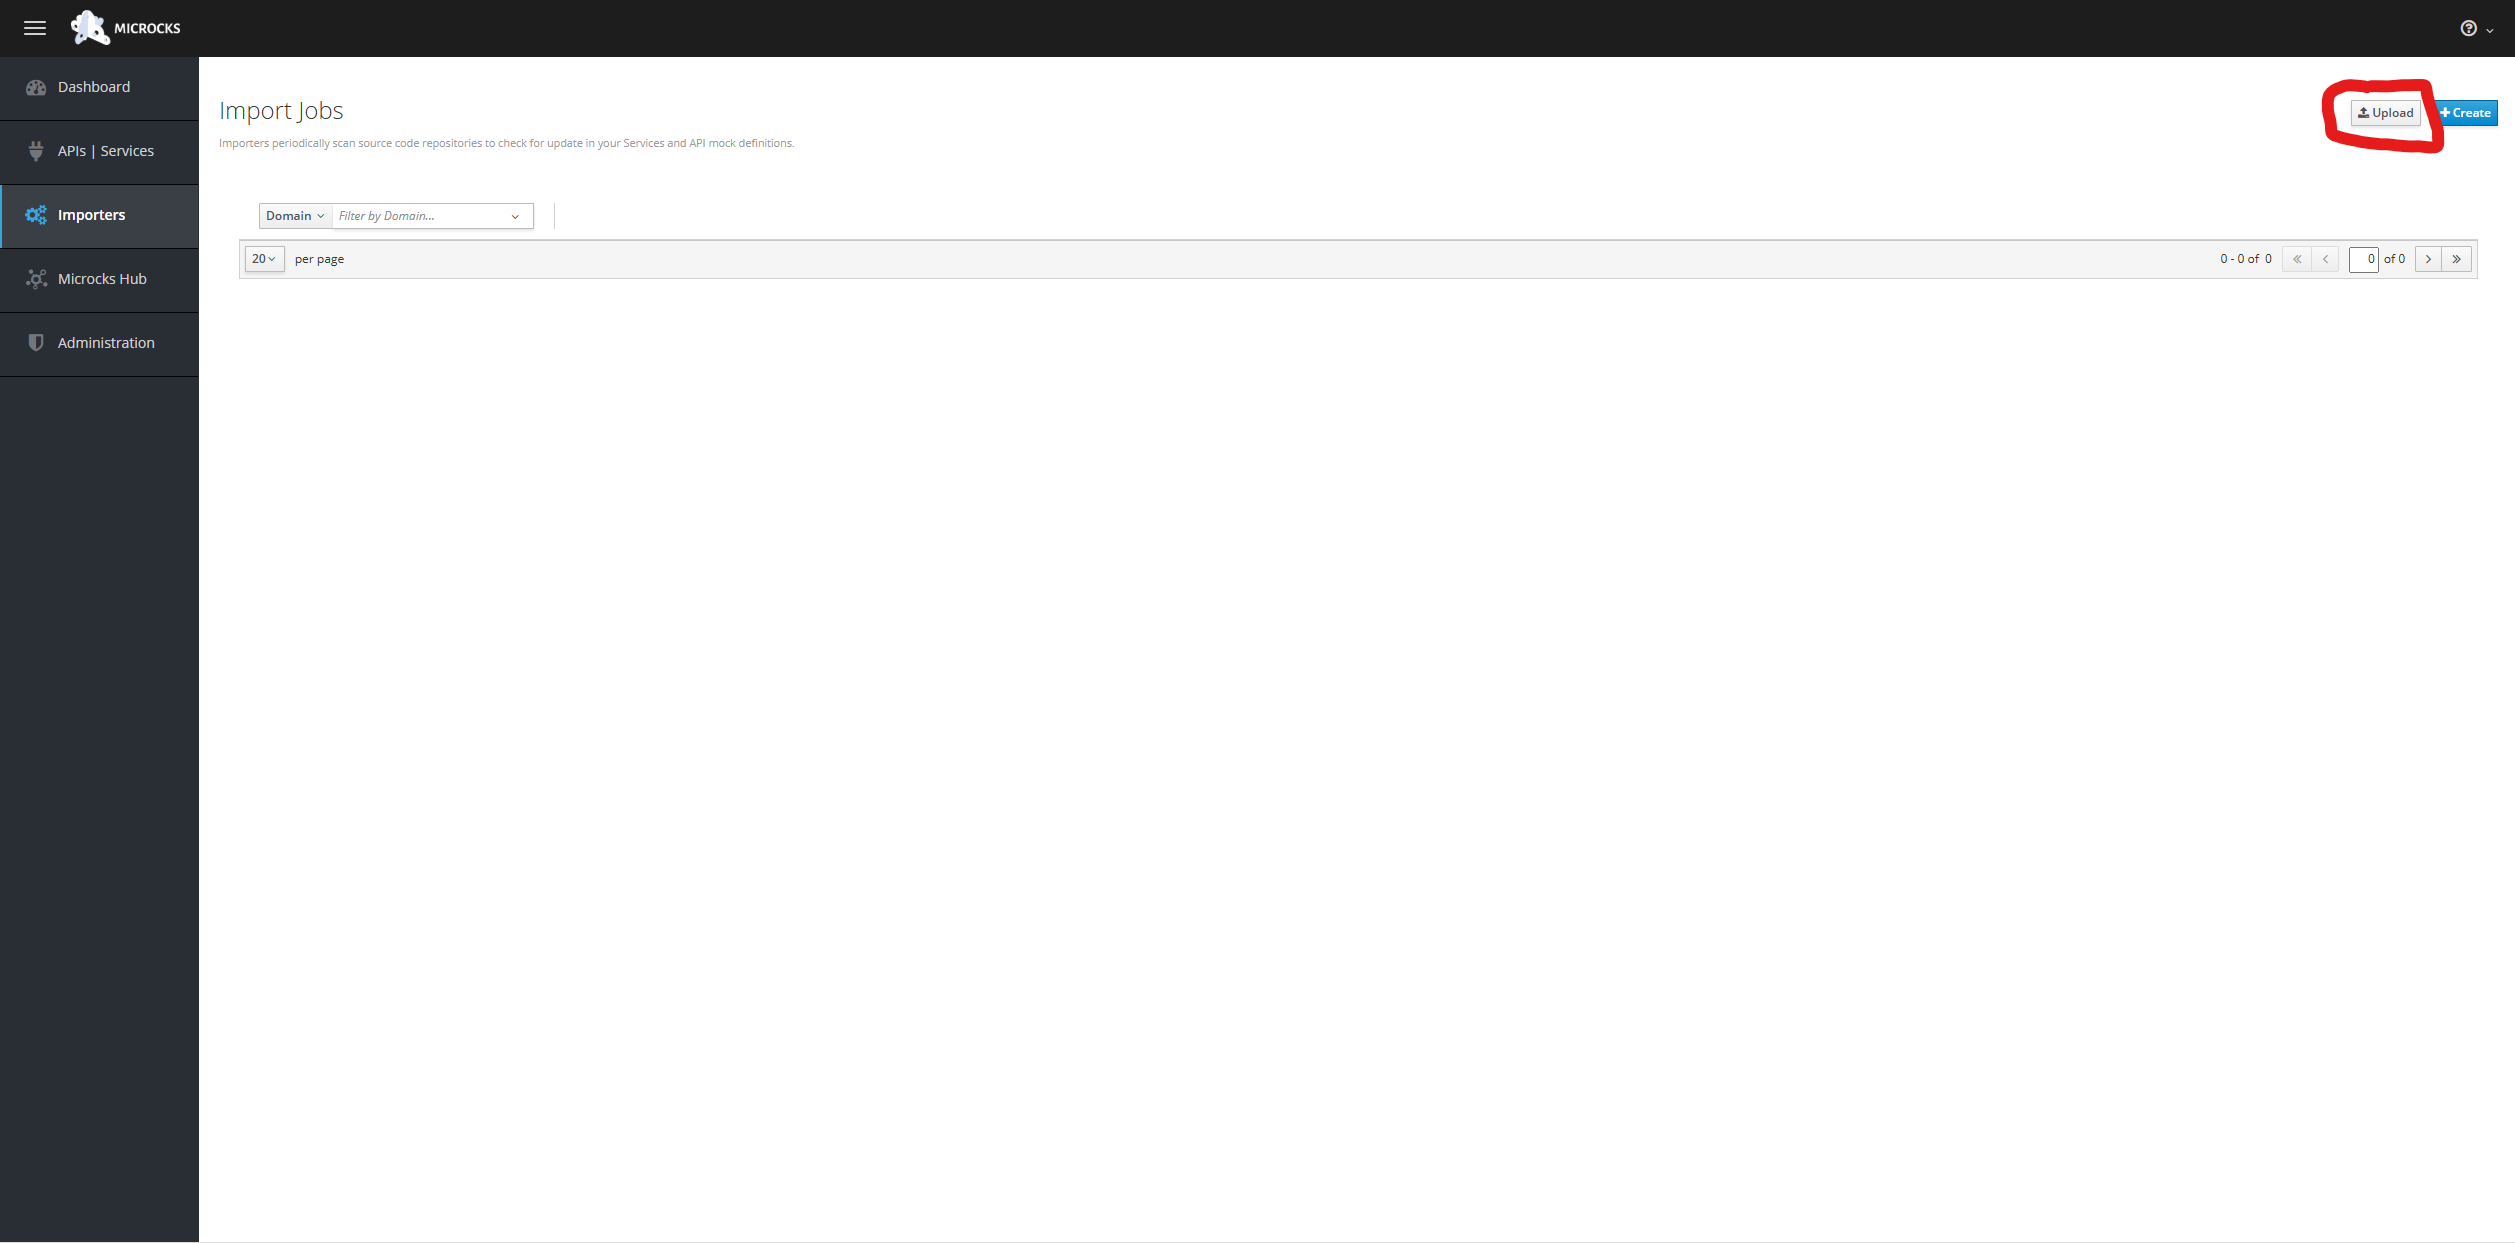 MICROCKS
Dashboard
APIs | Services
Importers
Microcks Hub
Administration
Import Jobs
Upload
Create
Importers periodically scan source code repositories to check for update in your Services and API mock definitions.
Domain Filter by Domain...
20 per page 0 - 0 of 0 0 of 0